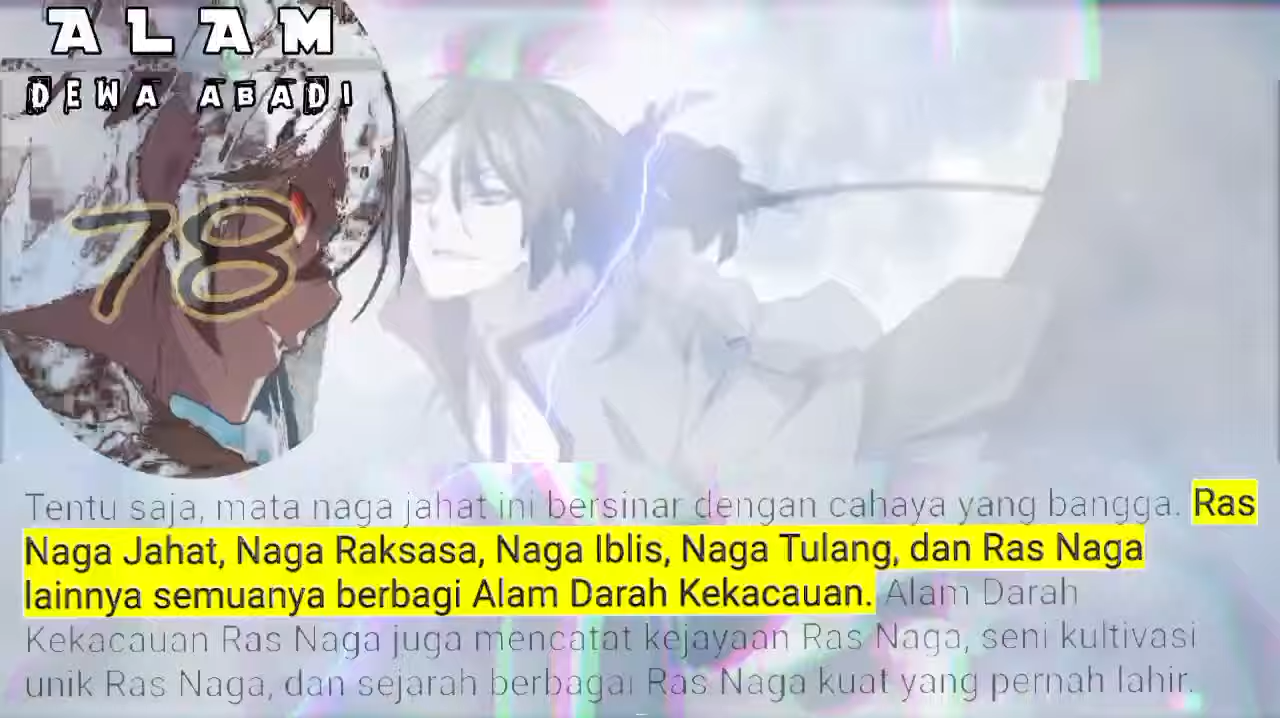 ALAM
DEWA ABADI
78
Tentu saja, mata naga jahat ini bersinar dengan cahaya yang bangga. Ras
Naga Jahat, Naga Raksasa, Naga Iblis, Naga Tulang, dan Ras Naga
lainnya semuanya berbagi Alam Darah Kekacauan. Alam Darah
Kekacauan Ras Naga juga mencatat kejayaan Ras Naga, seni kultivasi
unik Ras Naga, dan sejarah berbagai Ras Naga kuat yang pernah lahir.